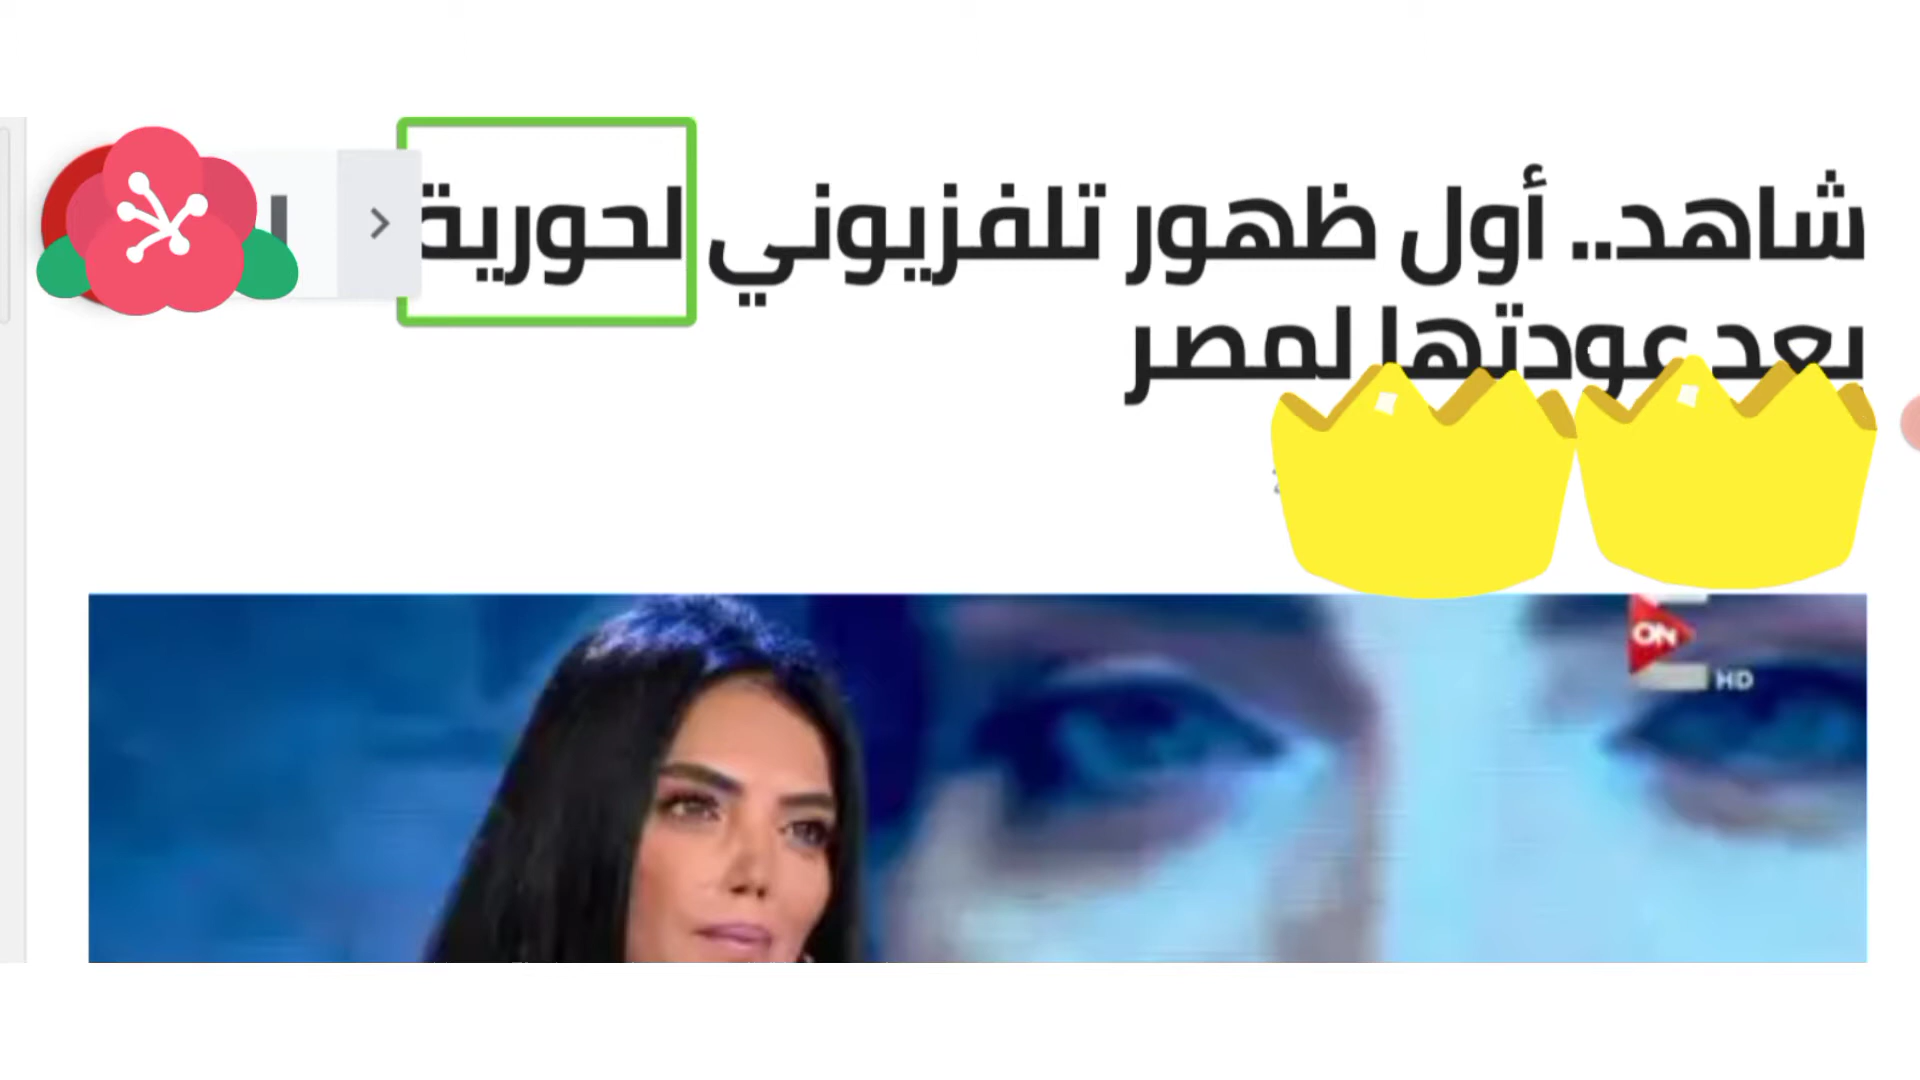 شاهد.. أول ظهور تلفزيوني لحورية
بعد عودتها لمصر
ON
HD